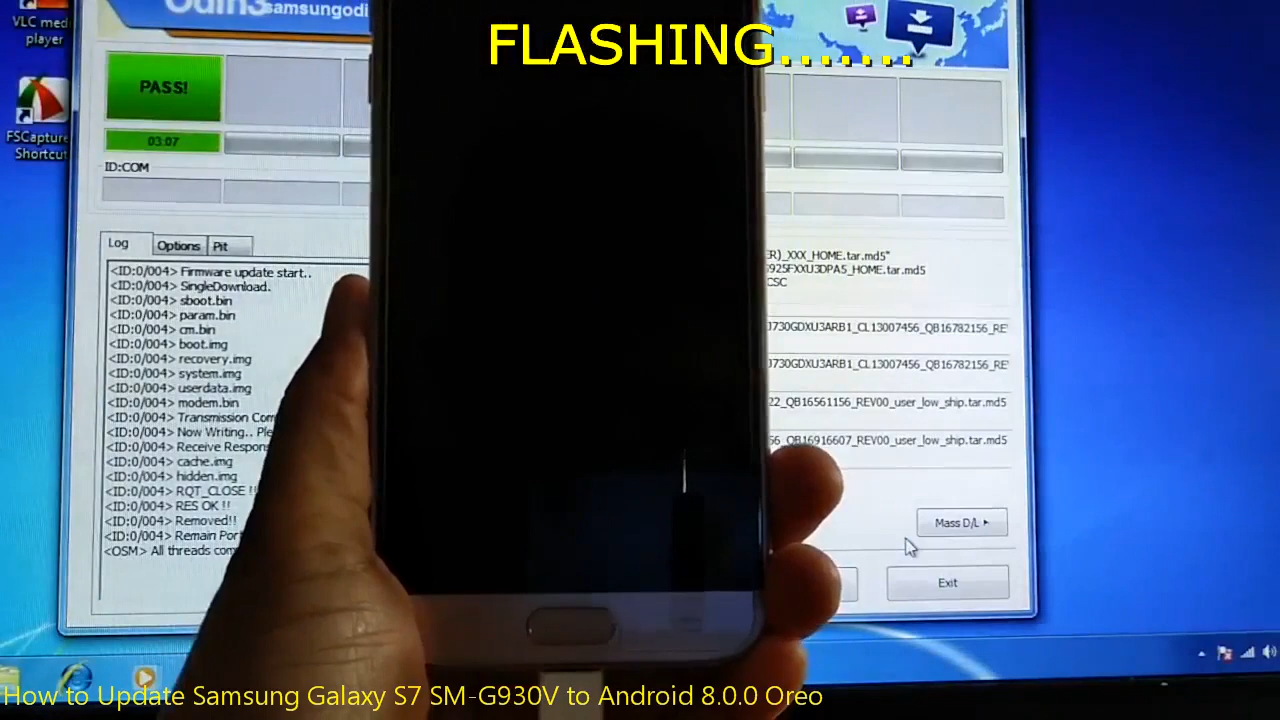 FLASHING.......
VLC media
player
Odin3
samsungodi
PASS!
FSCapture
Shortcut
03:07
ID:COM
Log
Options
Pit
<ID:0/004> Firmware update start..
<ID:0/004> SingleDownload.
<ID:0/004> sboot.bin
<ID:0/004> param.bin
<ID:0/004> cm.bin
<ID:0/004> boot.img
<ID:0/004> recovery.img
<ID:0/004> system.img
<ID:0/004> userdata.img
<ID:0/004> modem.bin
<ID:0/004> Transmission Com
<ID:0/004> Now Writing.. Ple
<ID:0/004> Receive Respons
<ID:0/004> cache.img
<ID:0/004> hidden.img
<ID:0/004> RQT_CLOSE !!
<ID:0/004> RES OK !!
<ID:0/004> Removed!!
<ID:0/004> Remain Port
<OSM> All threads com
ER)_XXX_HOME.tar.md5"
G925FXXU3DPA5_HOME.tar.md5
CSC
J730GDXU3ARB1_CL13007456_QB16782156_RE
J730GDXU3ARB1_CL13007456_QB16782156_RE
22_QB16561156_REV00_user_low_ship.tar.md5
56_QB16916607_REV00_user_low_ship.tar.md5
Mass D/L
Exit
How to Update Samsung Galaxy S7 SM-G930V to Android 8.0.0 Oreo